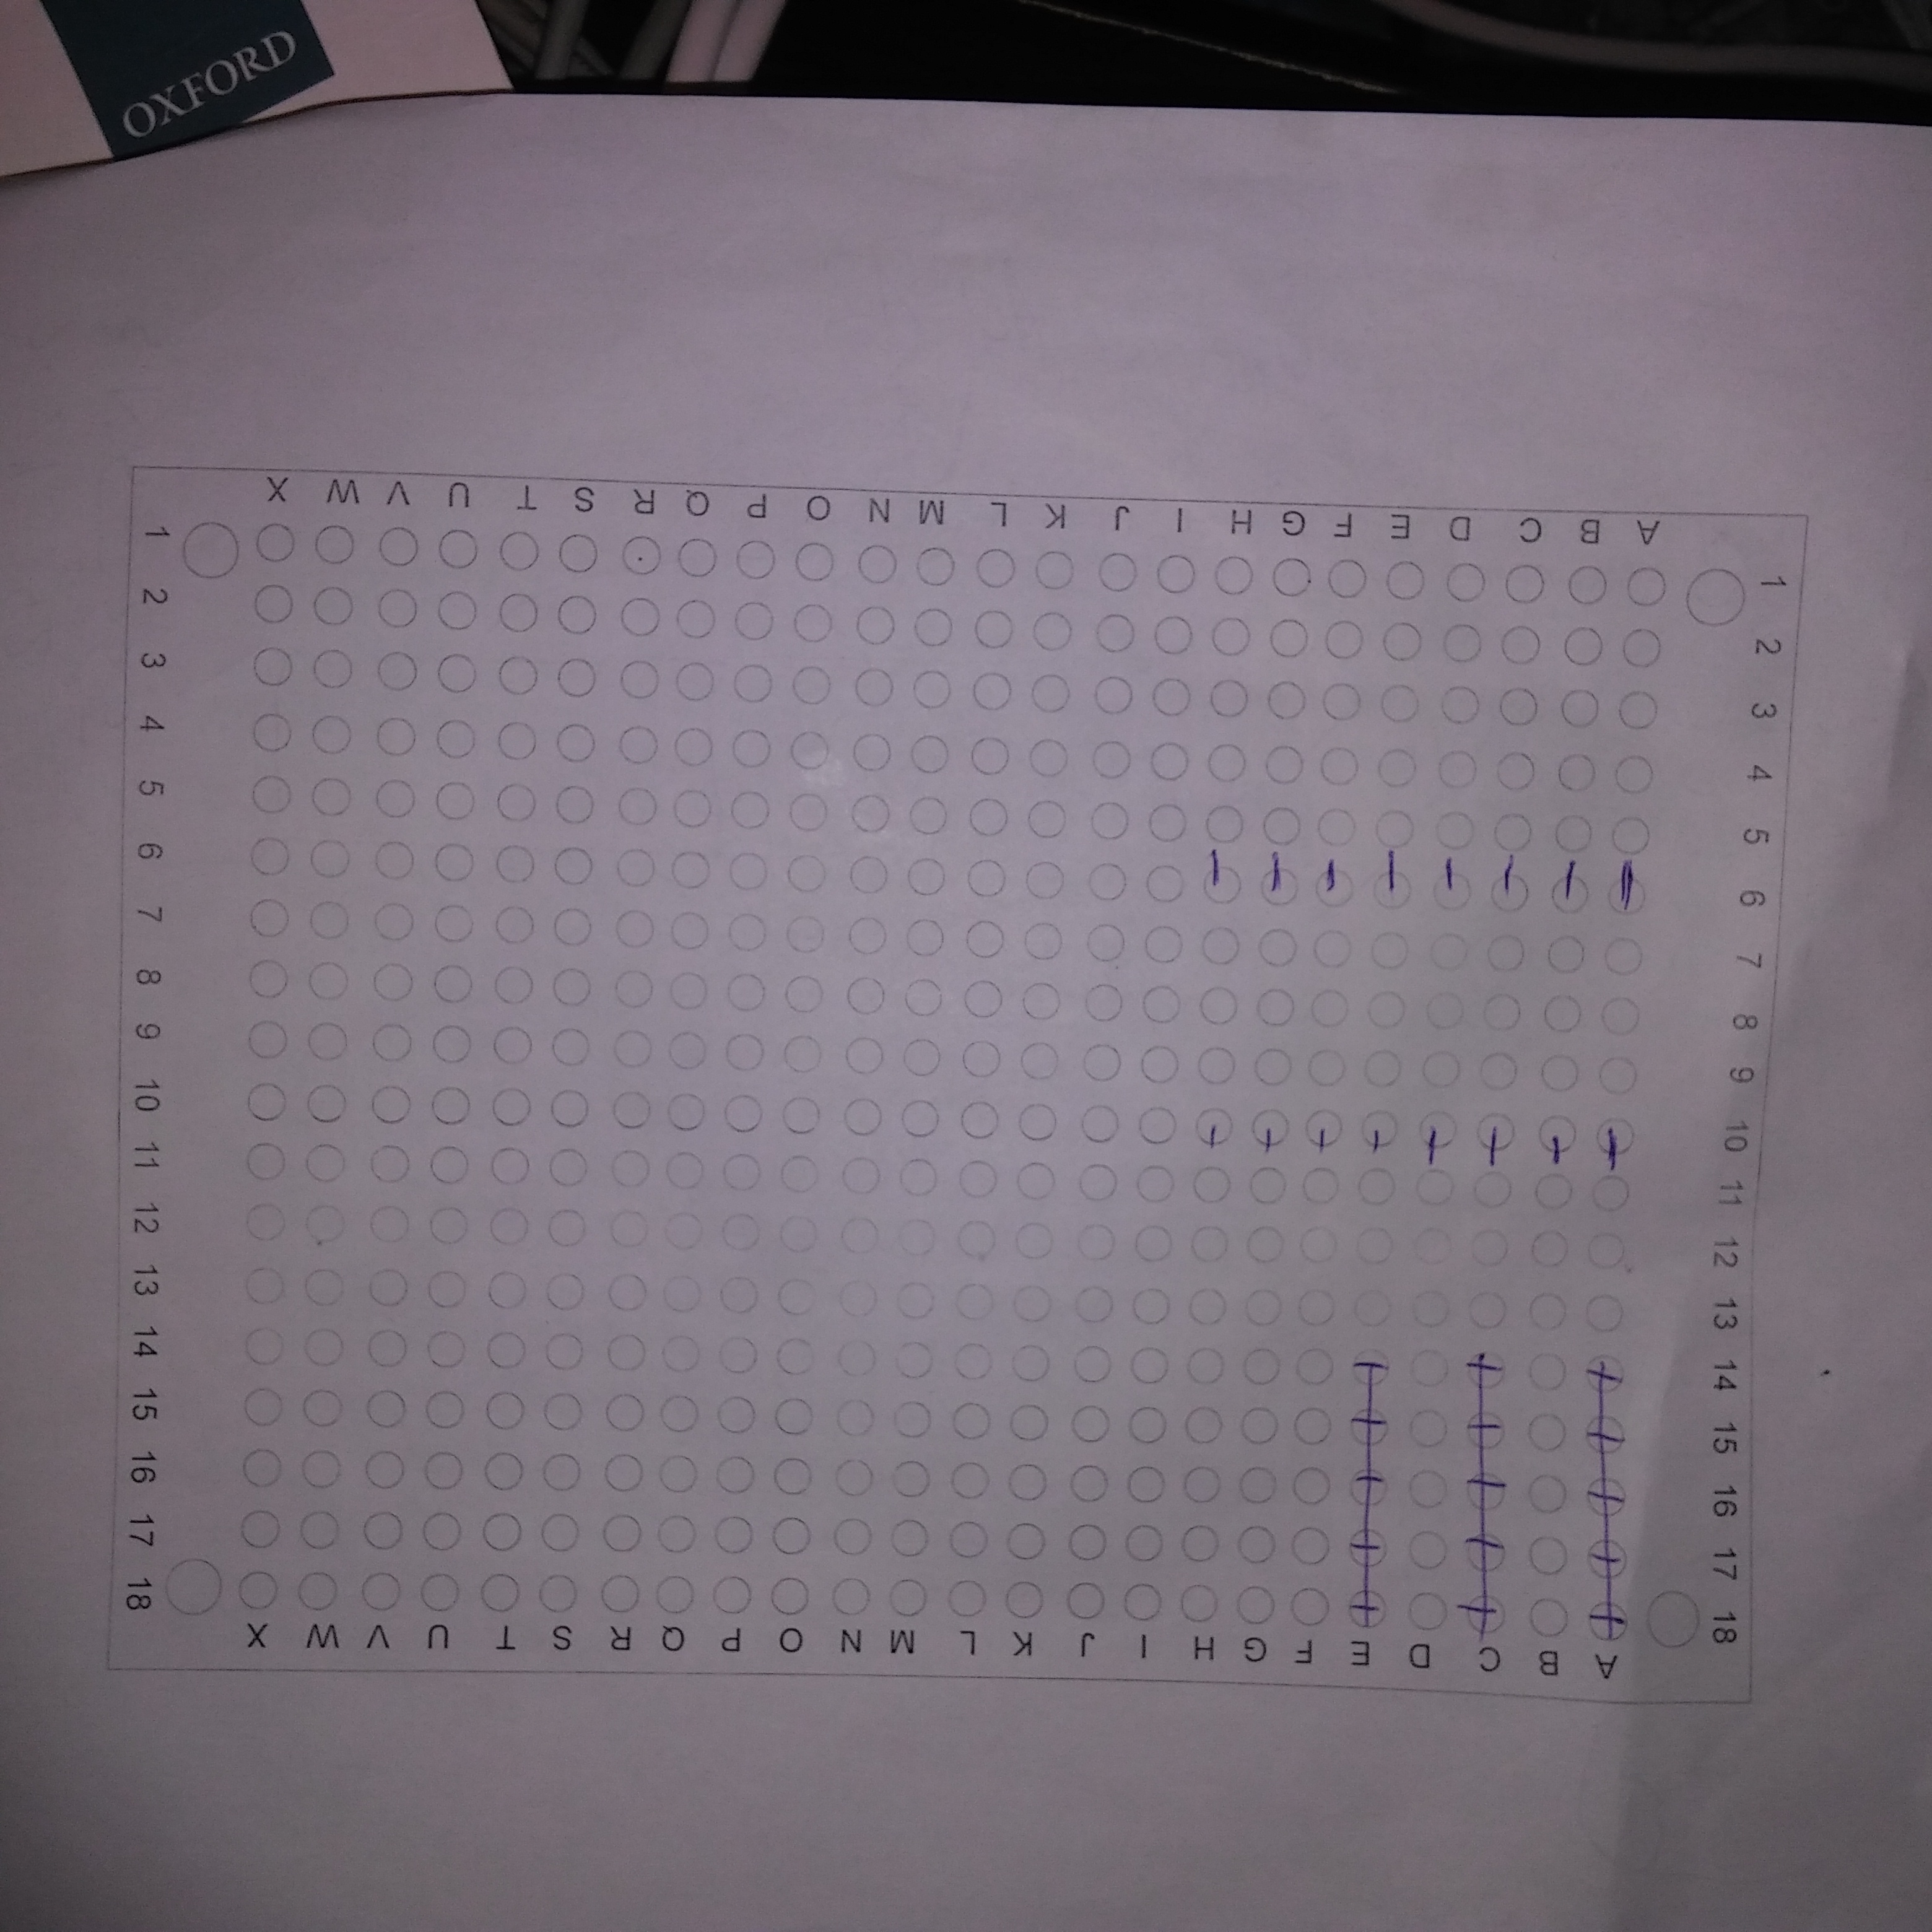 18 17 16 15 14 13 12 11 10 9 8 7 6 5 4 3 2 1
X X
W W
V V
U U
T T
S S
R R
Q Q
P P
O O
N N
M M
L L
K K
J J
I I
H H
G G
F F
E E
D D
C C
B B
A A
18 17 16 15 14 13 12 11 10 9 8 7 6 5 4 3 2 1
OXFORD